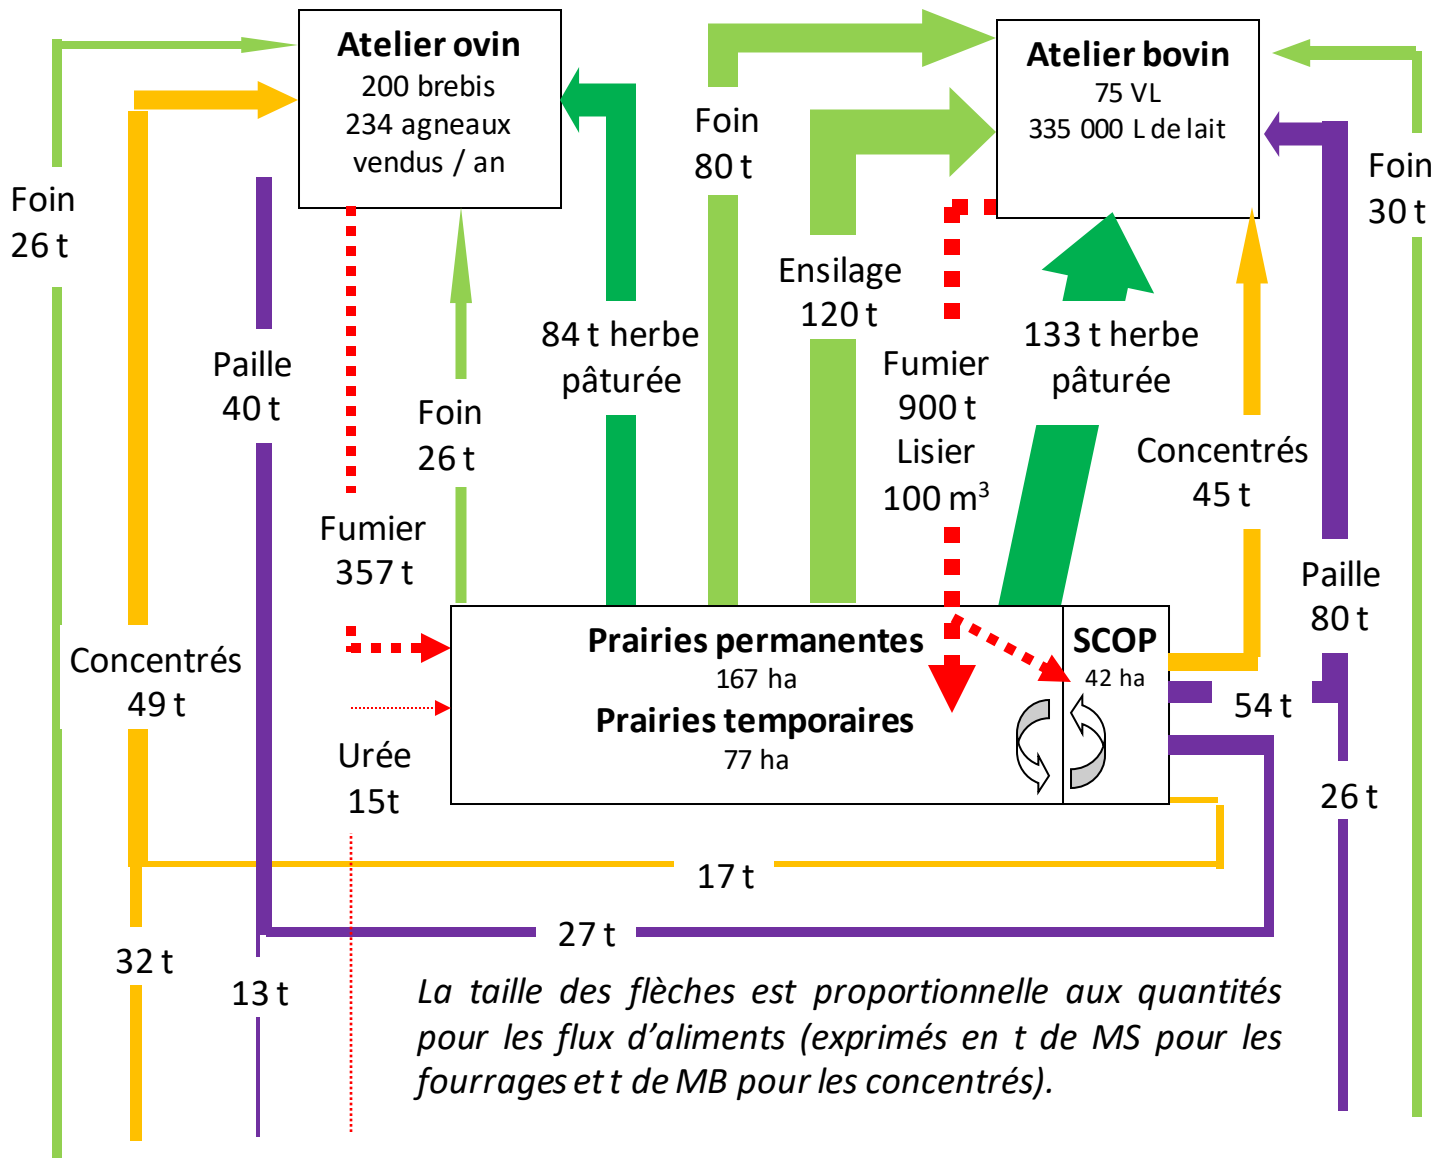 Atelier ovin
200 brebis
234 agneaux
vendus / an
Atelier bovin
75 VL
335 000 L de lait
Foin
26 t
Foin
80 t
Foin
30 t
Ensilage
120 t
84 t herbe
pâturée
133 t herbe
pâturée
Paille
40 t
Foin
26 t
Fumier
900 t
Lisier
100 m³
Concentrés
45 t
Fumier
357 t
Paille
80 t
Concentrés
49 t
Prairies permanentes
167 ha
Prairies temporaires
77 ha
SCOP
42 ha
54 t
Urée
15t
26 t
17 t
27 t
32 t
13 t
La taille des flèches est proportionnelle aux quantités
pour les flux d’aliments (exprimés en t de MS pour les
fourrages et t de MB pour les concentrés).